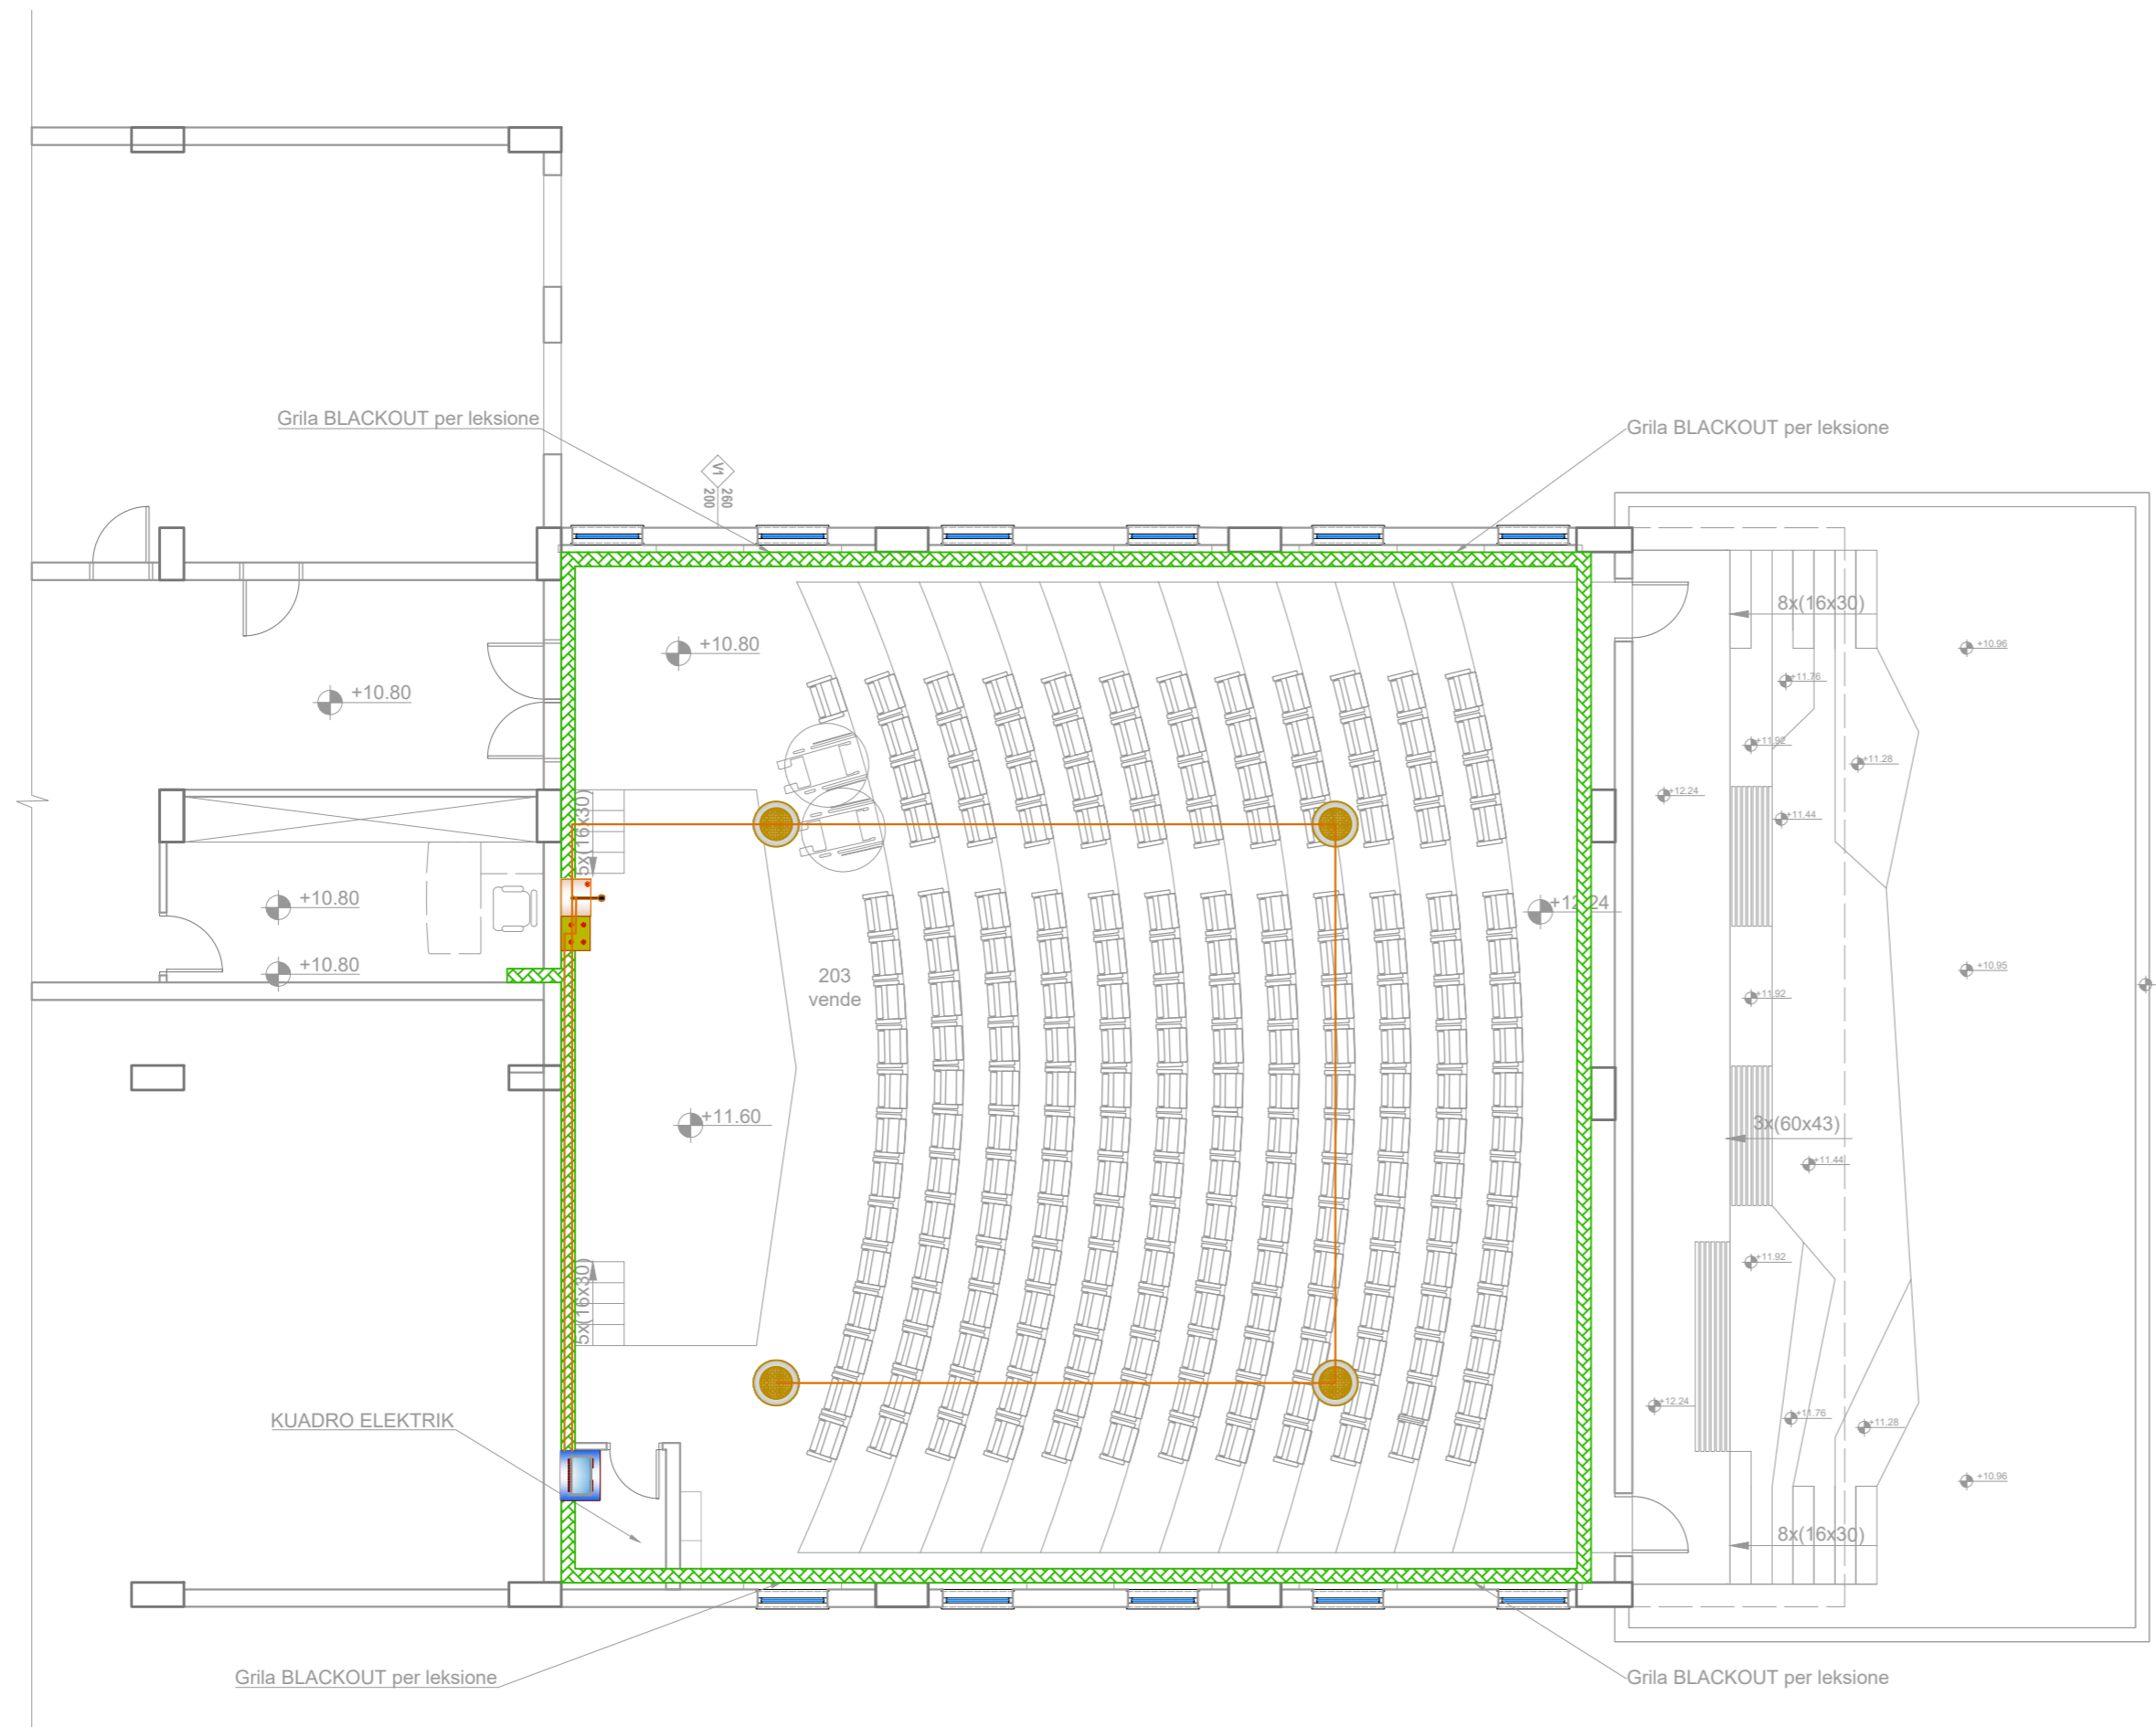 Grila BLACKOUT per leksione
Grila BLACKOUT per leksione
V1
260
200
8x(16x30)
+10.80
+10.96
+10.80
+11.76
+11.92
+11.28
+12.24
5x(16x30)
+11.44
+10.80
+12.24
+10.80
203
vende
+10.95
+11.92
+11.60
3x(60x43)
+11.44
+11.92
5x(16x30)
+12.24
KUADRO ELEKTRIK
+11.76
+11.28
+10.96
8x(16x30)
Grila BLACKOUT per leksione
Grila BLACKOUT per leksione